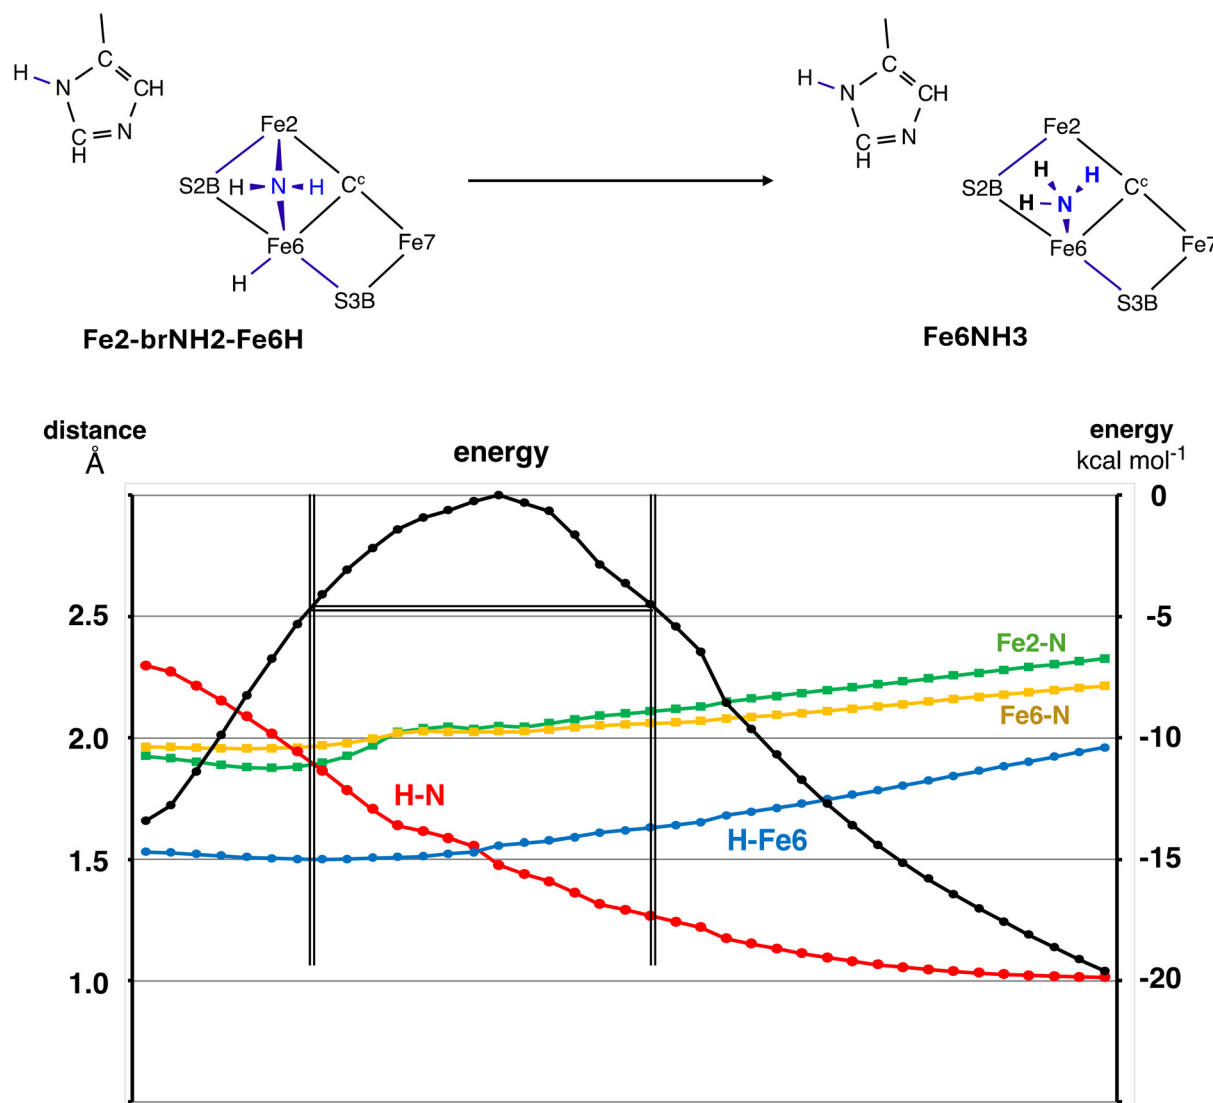 H
N
C
CH
C
H
N
Fe2
S2B
H
N
H
Cᶜ
Fe6
Fe7
H
S3B
Fe2-brNH2-Fe6H
H
N
C
CH
C
H
N
Fe2
S2B
H
H
H
N
Cᶜ
Fe6
Fe7
S3B
Fe6NH3
distance
Å
energy
energy
kcal mol⁻¹
0
2.5
-5
Fe2-N
2.0
Fe6-N
-10
H-N
H-Fe6
1.5
-15
1.0
-20